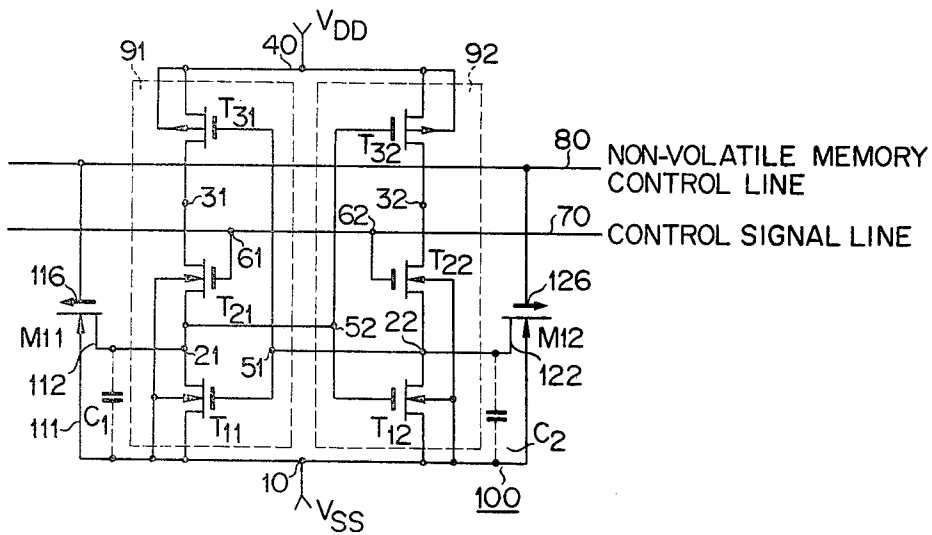 91
40
VDD
92
T31
T32
80
NON-VOLATILE MEMORY
CONTROL LINE
31
32
70
CONTROL SIGNAL LINE
61
62
116
T21
T22
126
M11
52
22
M12
112
21
51
122
111
C1
T11
T12
C2
10
VSS
100